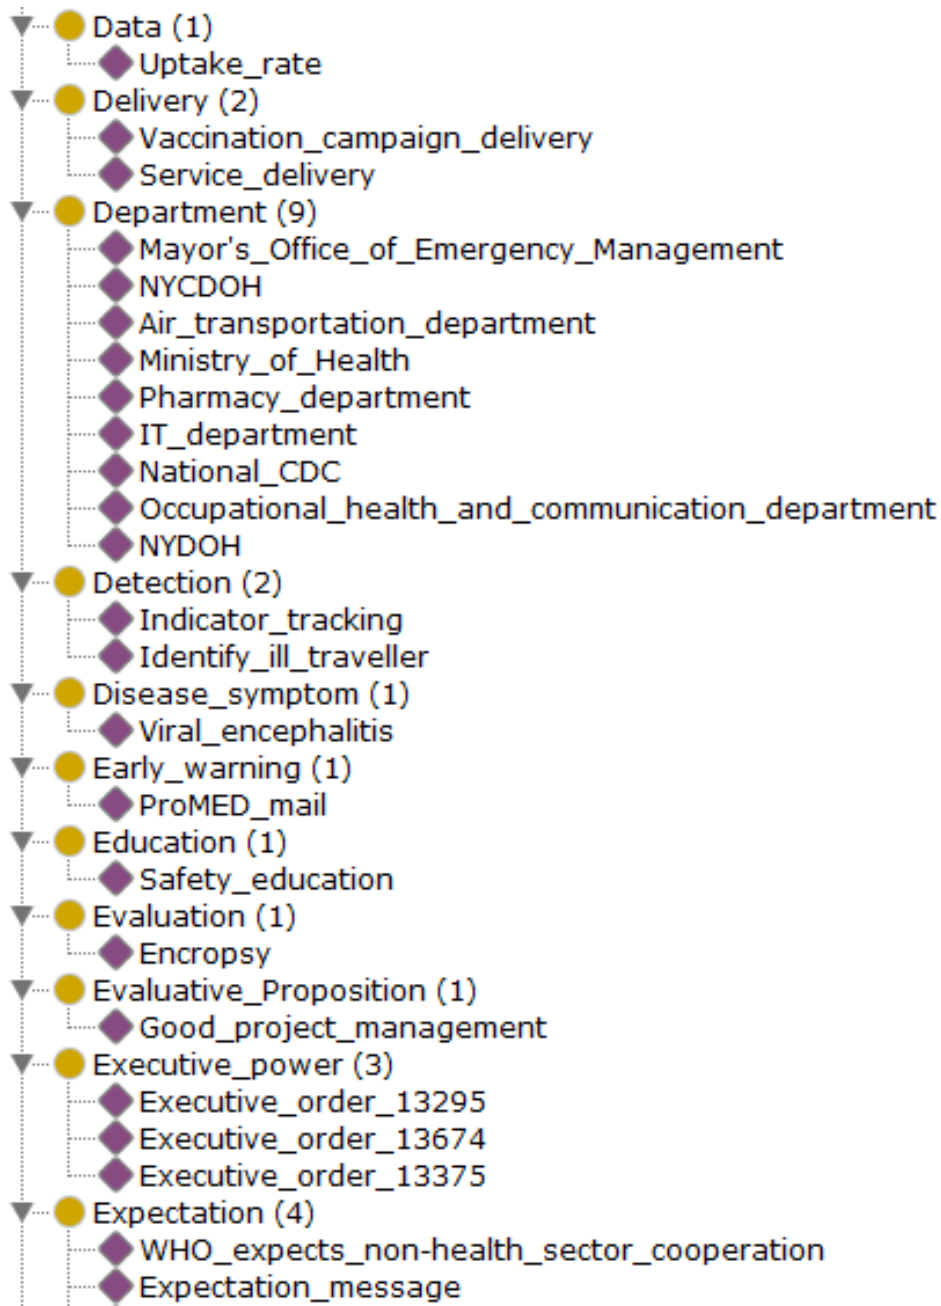 Data (1)
Uptake_rate
Delivery (2)
Vaccination_campaign_delivery
Service_delivery
Department (9)
Mayor's_Office_of_Emergency_Management
NYCDOH
Air_transportation_department
Ministry_of_Health
Pharmacy_department
IT_department
National_CDC
Occupational_health_and_communication_department
NYDOH
Detection (2)
Indicator_tracking
Identify_ill_traveller
Disease_symptom (1)
Viral_encephalitis
Early_warning (1)
ProMED_mail
Education (1)
Safety_education
Evaluation (1)
Encropsy
Evaluative_Proposition (1)
Good_project_management
Executive_power (3)
Executive_order_13295
Executive_order_13674
Executive_order_13375
Expectation (4)
WHO_expects_non-health_sector_cooperation
Expectation_message